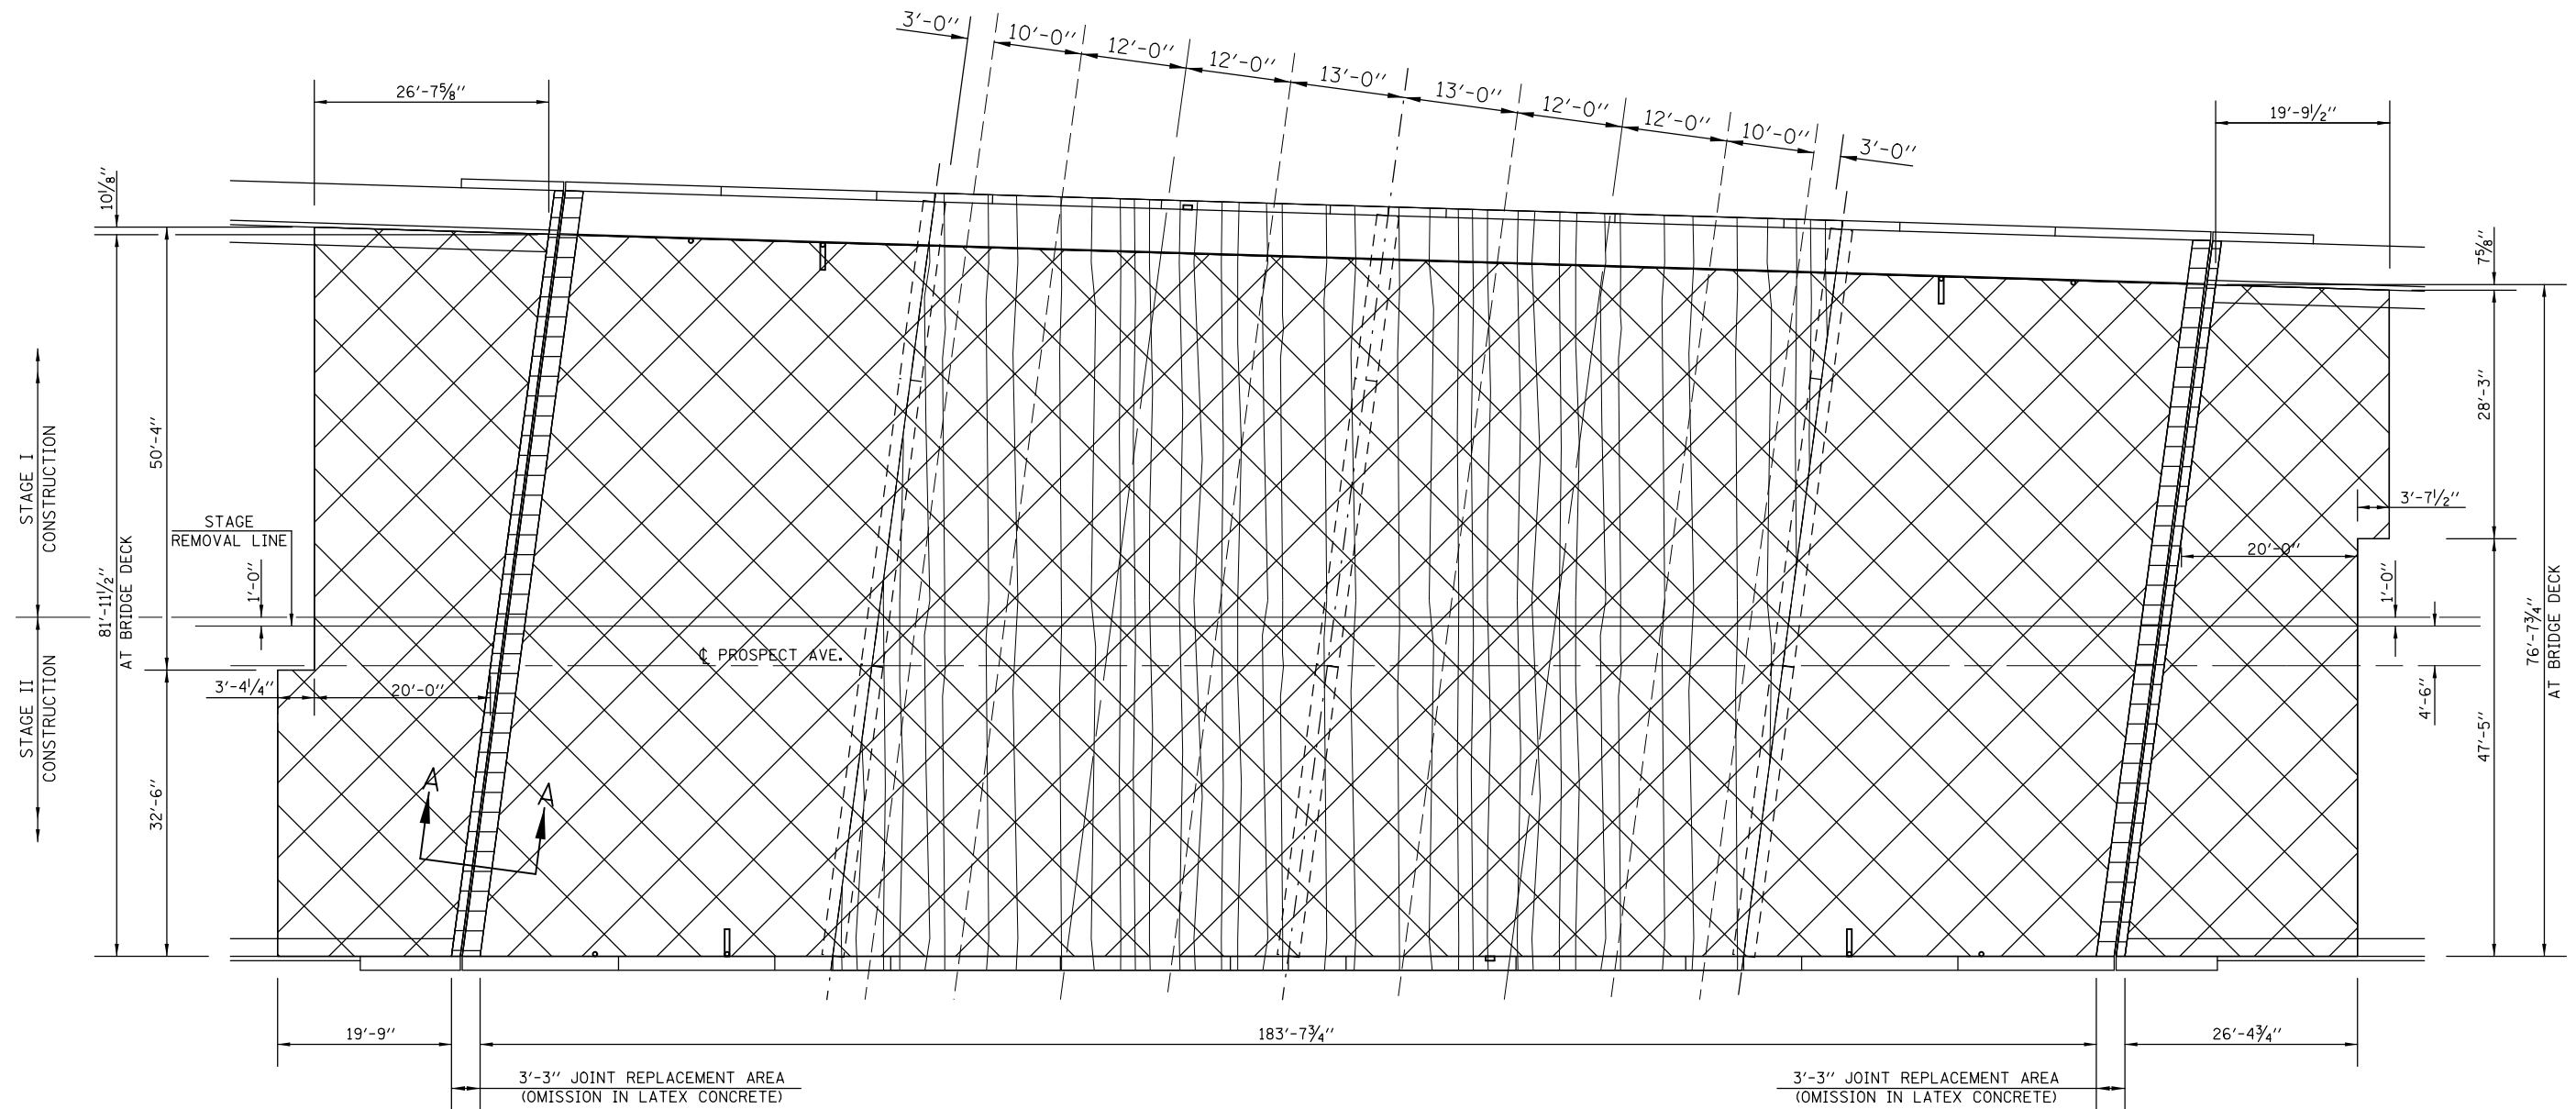 3'-0"
10'-0"
12'-0"
12'-0"
13'-0"
13'-0"
12'-0"
12'-0"
10'-0"
3'-0"
26'-7⅝"
19'-9½"
10⅛"
7⅝"
STAGE I
CONSTRUCTION
50'-4"
28'-3"
3'-7½"
STAGE
REMOVAL LINE
20'-0"
1'-0"
1'-0"
81'-11½"
AT BRIDGE DECK
76'-7¾"
AT BRIDGE DECK
℄ PROSPECT AVE.
3'-4¼"
20'-0"
4'-6"
STAGE II
CONSTRUCTION
47'-5"
A
A
32'-6"
19'-9"
183'-7¾"
26'-4¾"
3'-3" JOINT REPLACEMENT AREA
(OMISSION IN LATEX CONCRETE)
3'-3" JOINT REPLACEMENT AREA
(OMISSION IN LATEX CONCRETE)